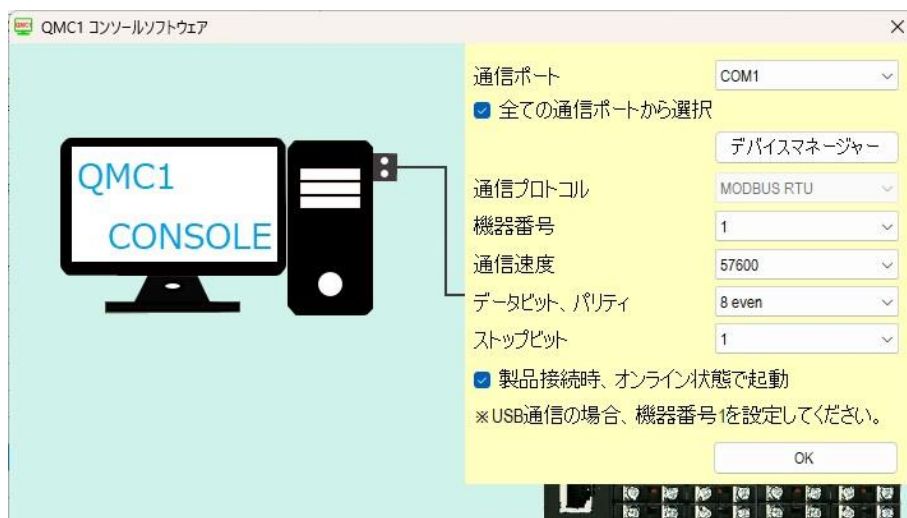 QMC1 コンソールソフトウェア
QMC1
CONSOLE
通信ポート COM1
全ての通信ポートから選択
デバイスマネージャー
通信プロトコル MODBUS RTU
機器番号 1
通信速度 57600
データビット、パリティ 8 even
ストップビット 1
製品接続時、オンライン状態で起動
※USB通信の場合、機器番号1を設定してください。
OK